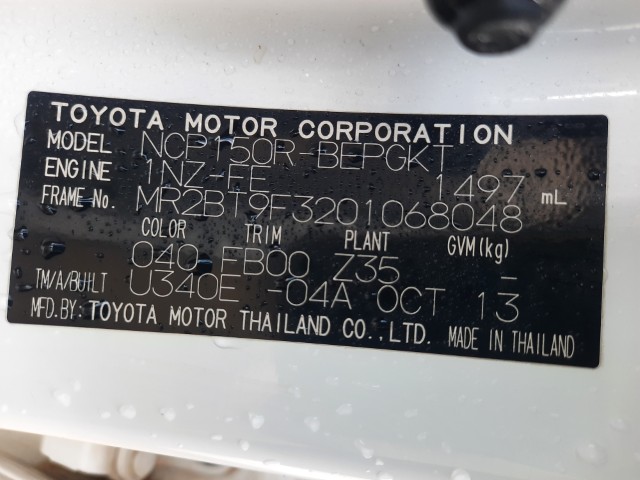 TOYOTA MOTOR CORPORATION
MODEL NCP150R-BEPGKT
ENGINE 1NZ-FE 1497 mL
FRAME No. MR2BT9F3201068048
COLOR TRIM PLANT GVM(kg)
040 FB00 Z35 -
TM/A/BUILT U340E -04A OCT 13
MFD.BY: TOYOTA MOTOR THAILAND CO.,LTD. MADE IN THAILAND